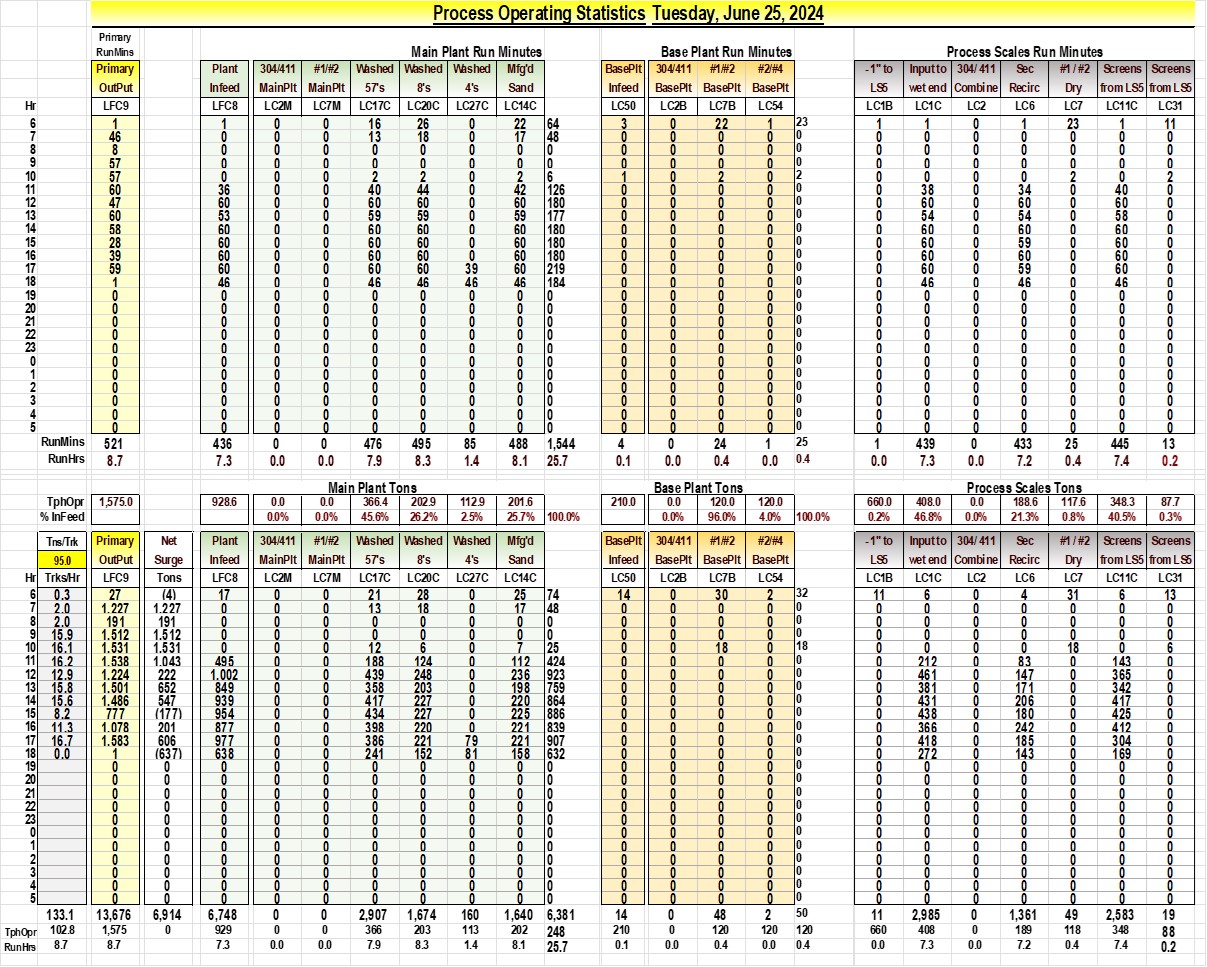 Process Operating Statistics Tuesday, June 25, 2024
Primary
RunMins Main Plant Run Minutes Base Plant Run Minutes Process Scales Run Minutes
Primary Plant 304/411 #1/#2 Washed Washed Washed Mfg'd BasePlt 304/411 #1/#2 #2/#4 -1" to Input to 304/ 411 Sec #1 / #2 Screens Screens
OutPut Infeed MainPlt MainPlt 57's 8's 4's Sand Infeed BasePlt BasePlt BasePlt LS5 wet end Combine Recirc Dry from LS5 from LS5
Hr LFC9 LFC8 LC2M LC7M LC17C LC20C LC27C LC14C LC50 LC2B LC7B LC54 LC1B LC1C LC2 LC6 LC7 LC11C LC31
6 1 1 0 0 16 26 0 22 64 3 0 22 1 23 1 1 0 1 23 1 11
7 46 0 0 0 13 18 0 17 48 0 0 0 0 0 0 0 0 0 0 0 0
8 8 0 0 0 0 0 0 0 0 0 0 0 0 0 0 0 0 0 0 0 0
9 57 0 0 0 0 0 0 0 0 0 0 0 0 0 0 0 0 0 0 0 0
10 57 0 0 0 2 2 0 2 6 1 0 2 0 2 0 0 0 0 2 0 2
11 60 36 0 0 40 44 0 42 126 0 0 0 0 0 0 38 0 34 0 40 0
12 47 60 0 0 60 60 0 60 180 0 0 0 0 0 0 60 0 60 0 60 0
13 60 53 0 0 59 59 0 59 177 0 0 0 0 0 0 54 0 54 0 58 0
14 58 60 0 0 60 60 0 60 180 0 0 0 0 0 0 60 0 60 0 60 0
15 28 60 0 0 60 60 0 60 180 0 0 0 0 0 0 60 0 59 0 60 0
16 39 60 0 0 60 60 0 60 180 0 0 0 0 0 0 60 0 60 0 60 0
17 59 60 0 0 60 60 39 60 219 0 0 0 0 0 0 60 0 59 0 60 0
18 1 46 0 0 46 46 46 46 184 0 0 0 0 0 0 46 0 46 0 46 0
19 0 0 0 0 0 0 0 0 0 0 0 0 0 0 0 0 0 0 0 0 0
20 0 0 0 0 0 0 0 0 0 0 0 0 0 0 0 0 0 0 0 0 0
21 0 0 0 0 0 0 0 0 0 0 0 0 0 0 0 0 0 0 0 0 0
22 0 0 0 0 0 0 0 0 0 0 0 0 0 0 0 0 0 0 0 0 0
23 0 0 0 0 0 0 0 0 0 0 0 0 0 0 0 0 0 0 0 0 0
0 0 0 0 0 0 0 0 0 0 0 0 0 0 0 0 0 0 0 0 0 0
1 0 0 0 0 0 0 0 0 0 0 0 0 0 0 0 0 0 0 0 0 0
2 0 0 0 0 0 0 0 0 0 0 0 0 0 0 0 0 0 0 0 0 0
3 0 0 0 0 0 0 0 0 0 0 0 0 0 0 0 0 0 0 0 0 0
4 0 0 0 0 0 0 0 0 0 0 0 0 0 0 0 0 0 0 0 0 0
5 0 0 0 0 0 0 0 0 0 0 0 0 0 0 0 0 0 0 0 0 0
RunMins 521 436 0 0 476 495 85 488 1,544 4 0 24 1 25 1 439 0 433 25 445 13
RunHrs 8.7 7.3 0.0 0.0 7.9 8.3 1.4 8.1 25.7 0.1 0.0 0.4 0.0 0.4 0.0 7.3 0.0 7.2 0.4 7.4 0.2
Main Plant Tons Base Plant Tons Process Scales Tons
TphOpr 1,575.0 928.6 0.0 0.0 366.4 202.9 112.9 201.6 210.0 0.0 120.0 120.0 660.0 408.0 0.0 188.6 117.6 348.3 87.7
% InFeed 0.0% 0.0% 45.6% 26.2% 2.5% 25.7% 100.0% 0.0% 96.0% 4.0% 100.0% 0.2% 46.8% 0.0% 21.3% 0.8% 40.5% 0.3%
Tns/Trk Primary Net Plant 304/411 #1/#2 Washed Washed Washed Mfg'd BasePlt 304/411 #1/#2 #2/#4 -1" to Input to 304/ 411 Sec #1 / #2 Screens Screens
95.0 OutPut Surge Infeed MainPlt MainPlt 57's 8's 4's Sand Infeed BasePlt BasePlt BasePlt LS5 wet end Combine Recirc Dry from LS5 from LS5
Hr Trks/Hr LFC9 Tons LFC8 LC2M LC7M LC17C LC20C LC27C LC14C LC50 LC2B LC7B LC54 LC1B LC1C LC2 LC6 LC7 LC11C LC31
6 0.3 27 (4) 17 0 0 21 28 0 25 74 14 0 30 2 32 11 6 0 4 31 6 13
7 2.0 1.227 1.227 0 0 0 13 18 0 17 48 0 0 0 0 0 0 0 0 0 0 0 0
8 2.0 191 191 0 0 0 0 0 0 0 0 0 0 0 0 0 0 0 0 0 0 0 0
9 15.9 1.512 1.512 0 0 0 0 0 0 0 0 0 0 0 0 0 0 0 0 0 0 0 0
10 16.1 1.531 1.531 0 0 0 12 6 0 7 25 0 0 18 0 18 0 0 0 0 18 0 6
11 16.2 1.538 1.043 495 0 0 188 124 0 112 424 0 0 0 0 0 0 212 0 83 0 143 0
12 12.9 1.224 222 1.002 0 0 439 248 0 236 923 0 0 0 0 0 0 461 0 147 0 365 0
13 15.8 1.501 652 849 0 0 358 203 0 198 759 0 0 0 0 0 0 381 0 171 0 342 0
14 15.6 1.486 547 939 0 0 417 227 0 220 864 0 0 0 0 0 0 431 0 206 0 417 0
15 8.2 777 (177) 954 0 0 434 227 0 225 886 0 0 0 0 0 0 438 0 180 0 425 0
16 11.3 1.078 201 877 0 0 398 220 0 221 839 0 0 0 0 0 0 366 0 242 0 412 0
17 16.7 1.583 606 977 0 0 386 221 79 221 907 0 0 0 0 0 0 418 0 185 0 304 0
18 0.0 1 (637) 638 0 0 241 152 81 158 632 0 0 0 0 0 0 272 0 143 0 169 0
19 0 0 0 0 0 0 0 0 0 0 0 0 0 0 0 0 0 0 0 0 0 0
20 0 0 0 0 0 0 0 0 0 0 0 0 0 0 0 0 0 0 0 0 0 0
21 0 0 0 0 0 0 0 0 0 0 0 0 0 0 0 0 0 0 0 0 0 0
22 0 0 0 0 0 0 0 0 0 0 0 0 0 0 0 0 0 0 0 0 0 0
23 0 0 0 0 0 0 0 0 0 0 0 0 0 0 0 0 0 0 0 0 0 0
0 0 0 0 0 0 0 0 0 0 0 0 0 0 0 0 0 0 0 0 0 0 0
1 0 0 0 0 0 0 0 0 0 0 0 0 0 0 0 0 0 0 0 0 0 0
2 0 0 0 0 0 0 0 0 0 0 0 0 0 0 0 0 0 0 0 0 0 0
3 0 0 0 0 0 0 0 0 0 0 0 0 0 0 0 0 0 0 0 0 0 0
4 0 0 0 0 0 0 0 0 0 0 0 0 0 0 0 0 0 0 0 0 0 0
5 0 0 0 0 0 0 0 0 0 0 0 0 0 0 0 0 0 0 0 0 0 0
133.1 13,676 6,914 6,748 0 0 2,907 1,674 160 1,640 6,381 14 0 48 2 50 11 2,985 0 1,361 49 2,583 19
TphOpr 102.8 1,575 0 929 0 0 366 203 113 202 248 210 0 120 120 120 660 408 0 189 118 348 88
RunHrs 8.7 8.7 7.3 0.0 0.0 7.9 8.3 1.4 8.1 25.7 0.1 0.0 0.4 0.0 0.4 0.0 7.3 0.0 7.2 0.4 7.4 0.2